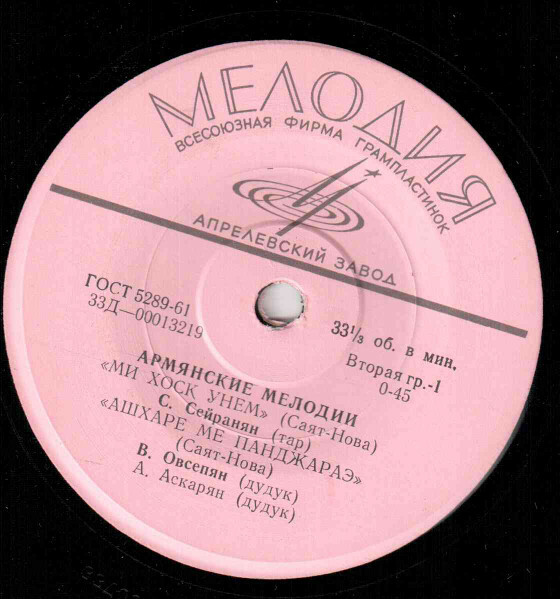 МЕЛОДИЯ
ВСЕСОЮЗНАЯ ФИРМА ГРАМПЛАСТИНОК
АПРЕЛЕВСКИЙ ЗАВОД
ГОСТ 5289-61
33Д—00013219
33⅓ об. в мин.
Вторая гр.-1
0-45
АРМЯНСКИЕ МЕЛОДИИ
«МИ ХОСК УНЕМ» (Саят-Нова)
С. Сейранян (тар)
«АШХАРЕ МЕ ПАНДЖАРАЭ»
(Саят-Нова)
В. Овсепян (дудук)
А. Аскарян (дудук)